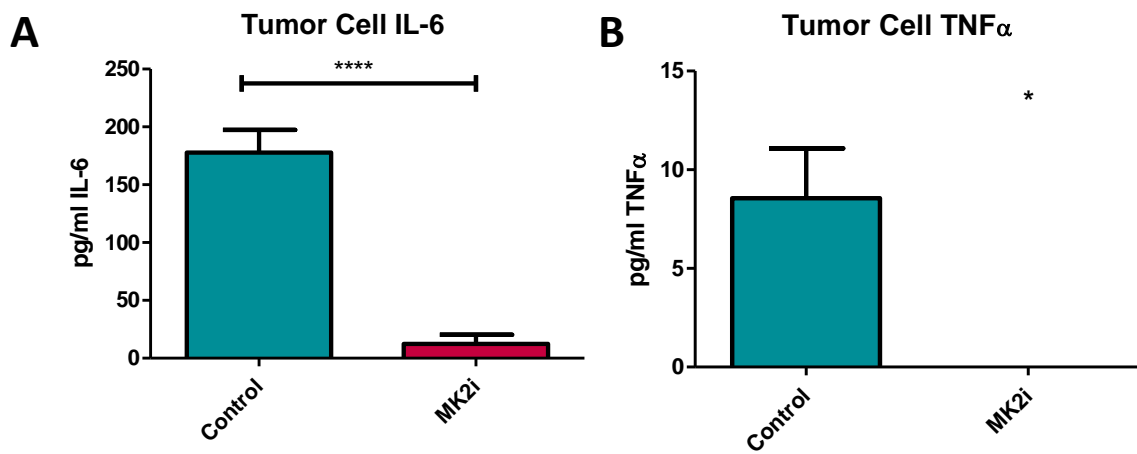 A
Tumor Cell IL-6
pg/ml IL-6
250
200
150
100
50
0
****
Control
MK2i
B
Tumor Cell TNFα
pg/ml TNFα
15
10
5
0
*
Control
MK2i